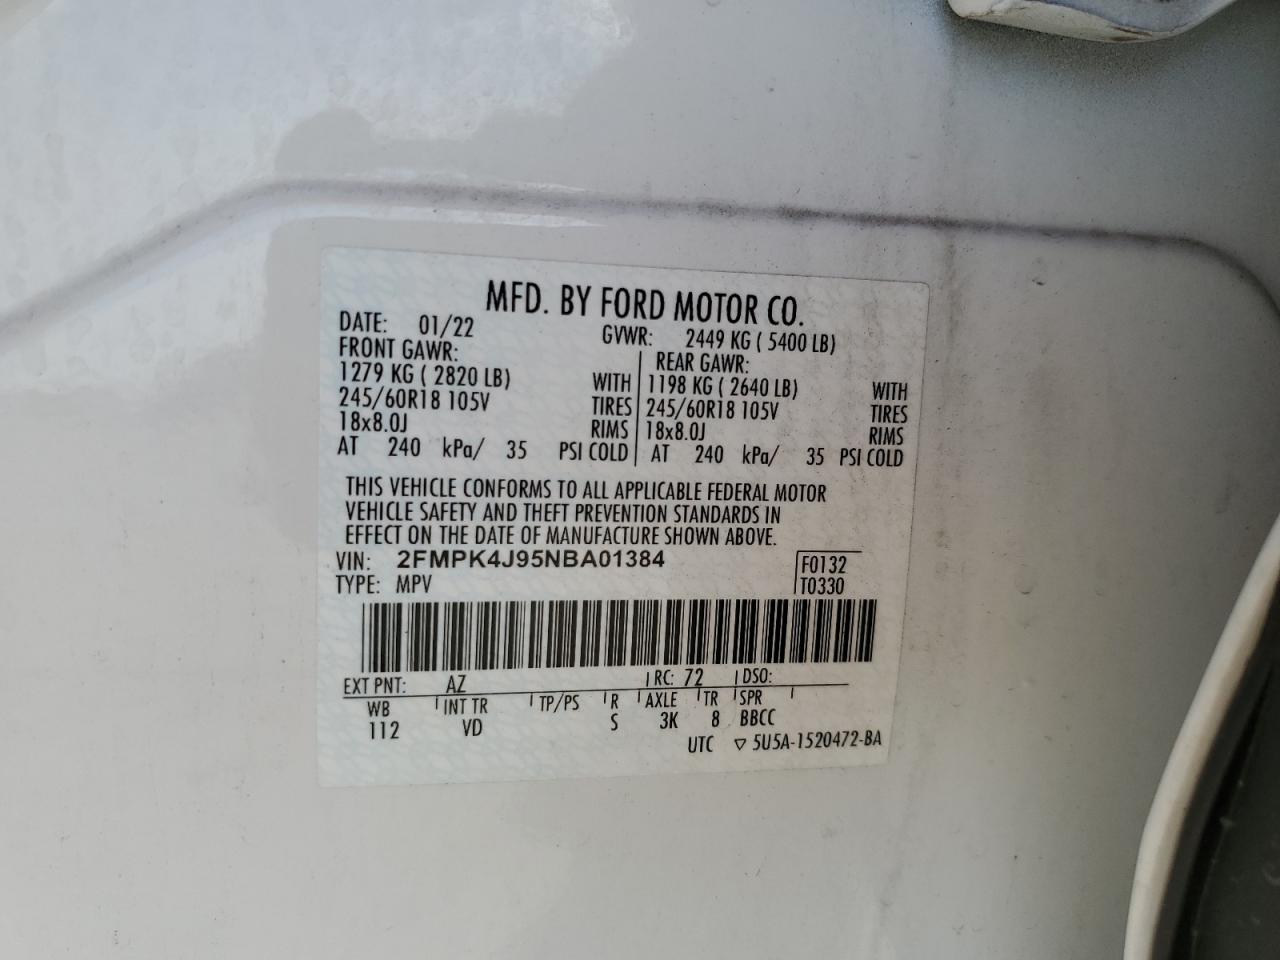 MFD. BY FORD MOTOR CO.
DATE: 01/22 GVWR: 2449 KG ( 5400 LB)
FRONT GAWR: REAR GAWR:
1279 KG ( 2820 LB) WITH 1198 KG ( 2640 LB) WITH
245/60R18 105V TIRES 245/60R18 105V TIRES
18x8.0J RIMS 18x8.0J RIMS
AT 240 kPa/ 35 PSI COLD AT 240 kPa/ 35 PSI COLD
THIS VEHICLE CONFORMS TO ALL APPLICABLE FEDERAL MOTOR
VEHICLE SAFETY AND THEFT PREVENTION STANDARDS IN
EFFECT ON THE DATE OF MANUFACTURE SHOWN ABOVE.
VIN: 2FMPK4J95NBA01384 F0132
TYPE: MPV T0330
EXT PNT: AZ RC: 72 DSO:
WB INT TR TP/PS R AXLE TR SPR
112 VD S 3K 8 BBCC
UTC ▽ 5U5A-1520472-BA